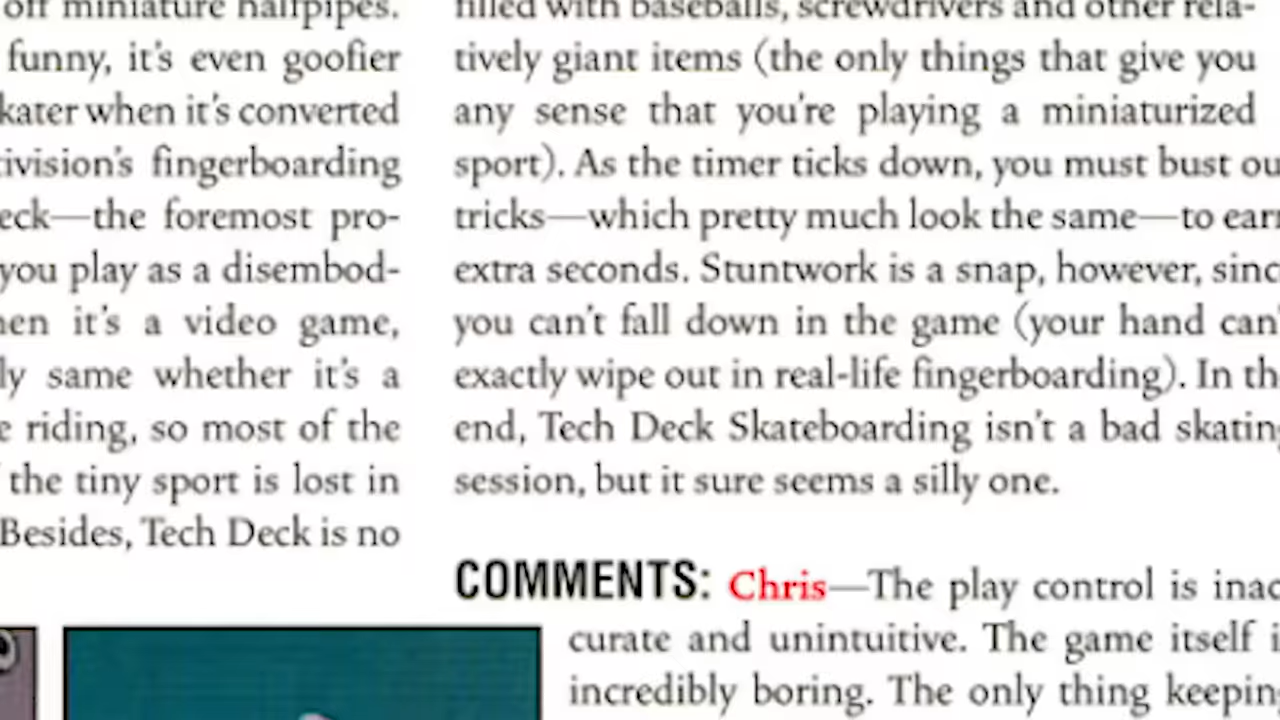 off miniature halfpipes.
funny, it's even goofier
kater when it's converted
ivision's fingerboarding
eck—the foremost pro-
you play as a disembod-
hen it's a video game,
ly same whether it's a
e riding, so most of the
the tiny sport is lost in
Besides, Tech Deck is no
filled with baseballs, screwdrivers and other rela-
tively giant items (the only things that give you
any sense that you're playing a miniaturized
sport). As the timer ticks down, you must bust ou
tricks—which pretty much look the same—to earn
extra seconds. Stuntwork is a snap, however, sinc
you can't fall down in the game (your hand can'
exactly wipe out in real-life fingerboarding). In th
end, Tech Deck Skateboarding isn't a bad skating
session, but it sure seems a silly one.
COMMENTS: Chris—The play control is inac
curate and unintuitive. The game itself i
incredibly boring. The only thing keeping